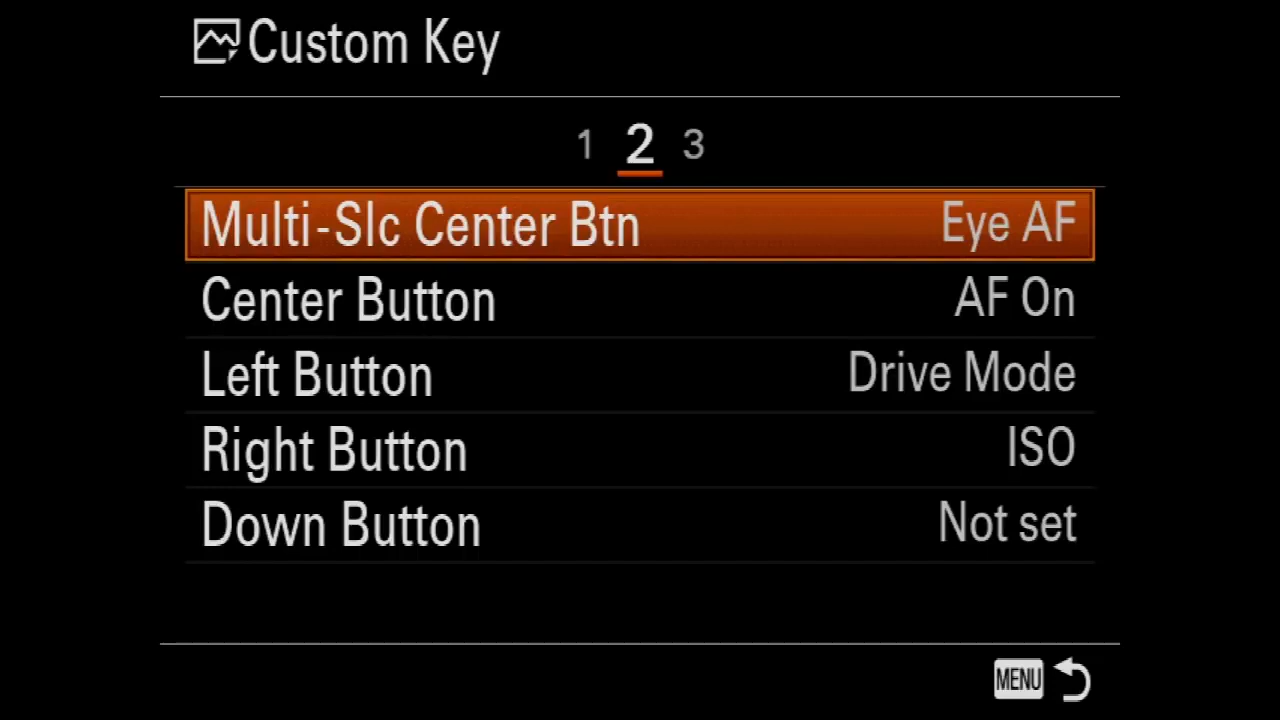 Custom Key
1 2 3
Multi-Slc Center Btn Eye AF
Center Button AF On
Left Button Drive Mode
Right Button ISO
Down Button Not set
MENU